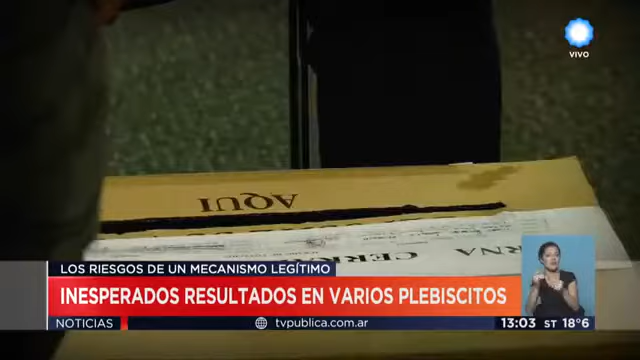 VIVO
AQUI
LOS RIESGOS DE UN MECANISMO LEGÍTIMO
INESPERADOS RESULTADOS EN VARIOS PLEBISCITOS
NOTICIAS
tvpublica.com.ar
13:03 ST 18°6